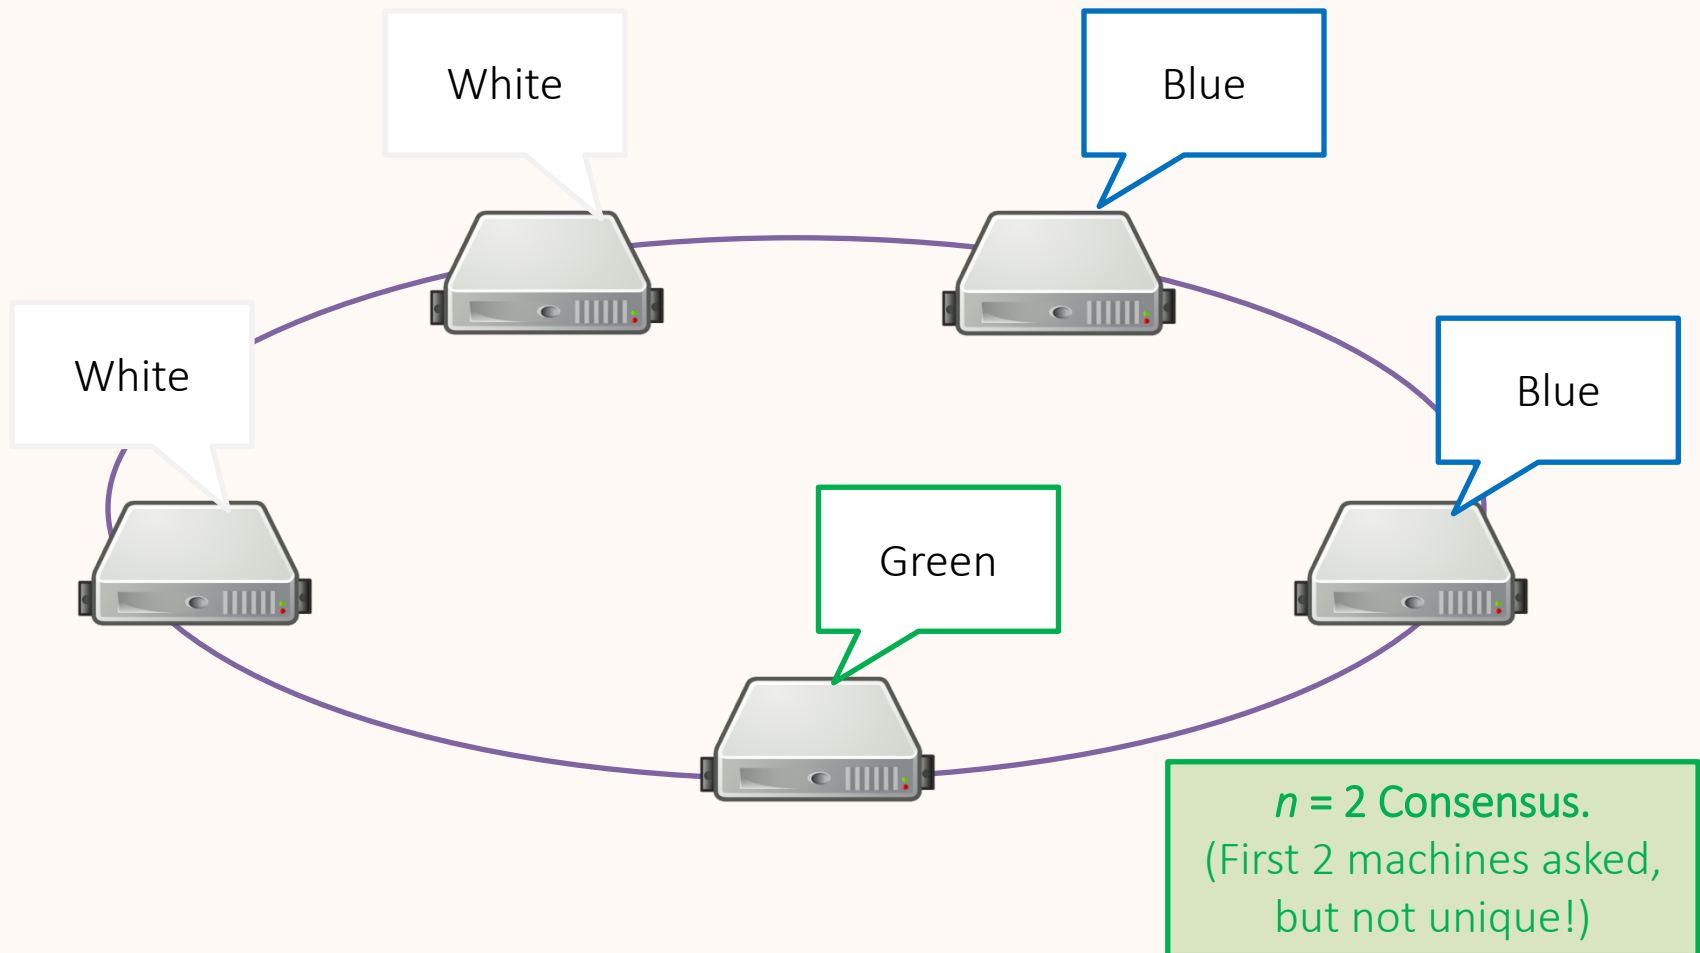 White
Blue
White
Blue
Green
n = 2 Consensus.
(First 2 machines asked,
but not unique!)